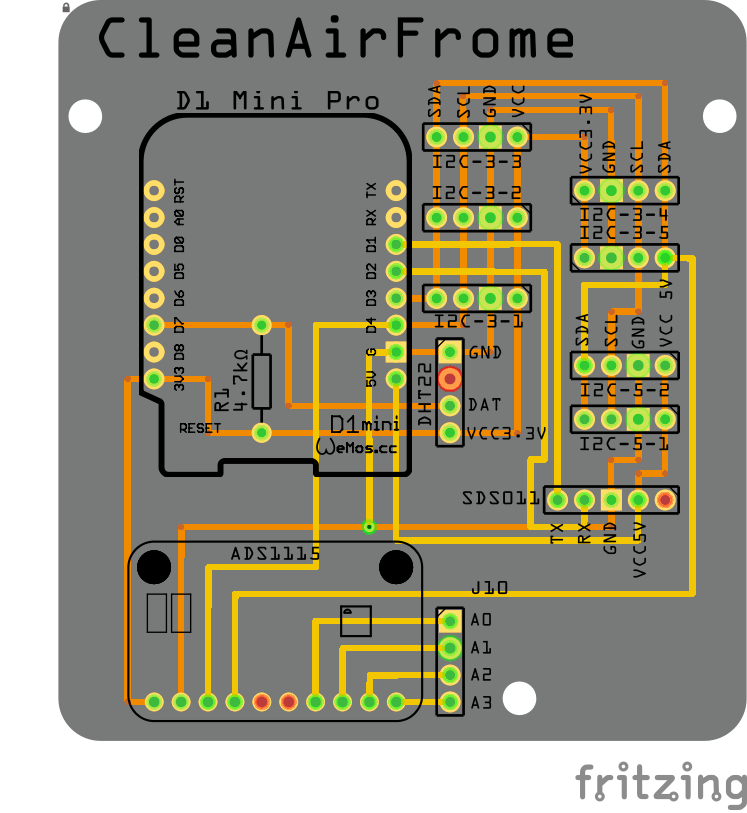 CleanAirFrome
D1 Mini Pro
SDA
SCL
GND
VCC
I2C-3-3
I2C-3-2
I2C-3-1
VCC3.3V
GND
SCL
SDA
I2C-3-5
5V
RST
A0
D0
D5
D6
D7
D8
3V3
TX
RX
D1
D2
D3
D4
G
5V
R1
4.7kΩ
RESET
D1mini
WeMos.cc
DHT22
GND
DAT
VCC3.3V
SDA
SCL
GND
VCC
I2C-5-2
I2C-5-1
SDS011
TX
RX
GND
VCC5V
ADS1115
J10
A0
A1
A2
A3
fritzing